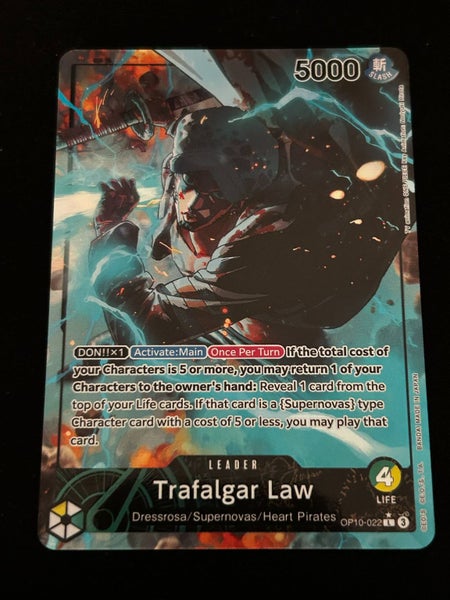 5000
斬
SLASH
DON!!×1 Activate:Main Once Per Turn If the total cost
of your Characters is 5 or more, you may return 1 of your
Characters to the owner's hand: Reveal 1 card from the
top of your Life cards. If that card is a {Supernovas} type
Character card with a cost of 5 or less, you may play that
card.
LEADER
Trafalgar Law
4
LIFE
Dressrosa/Supernovas/Heart Pirates
OP10-022 L 3
BANDAI MADE IN JAPAN